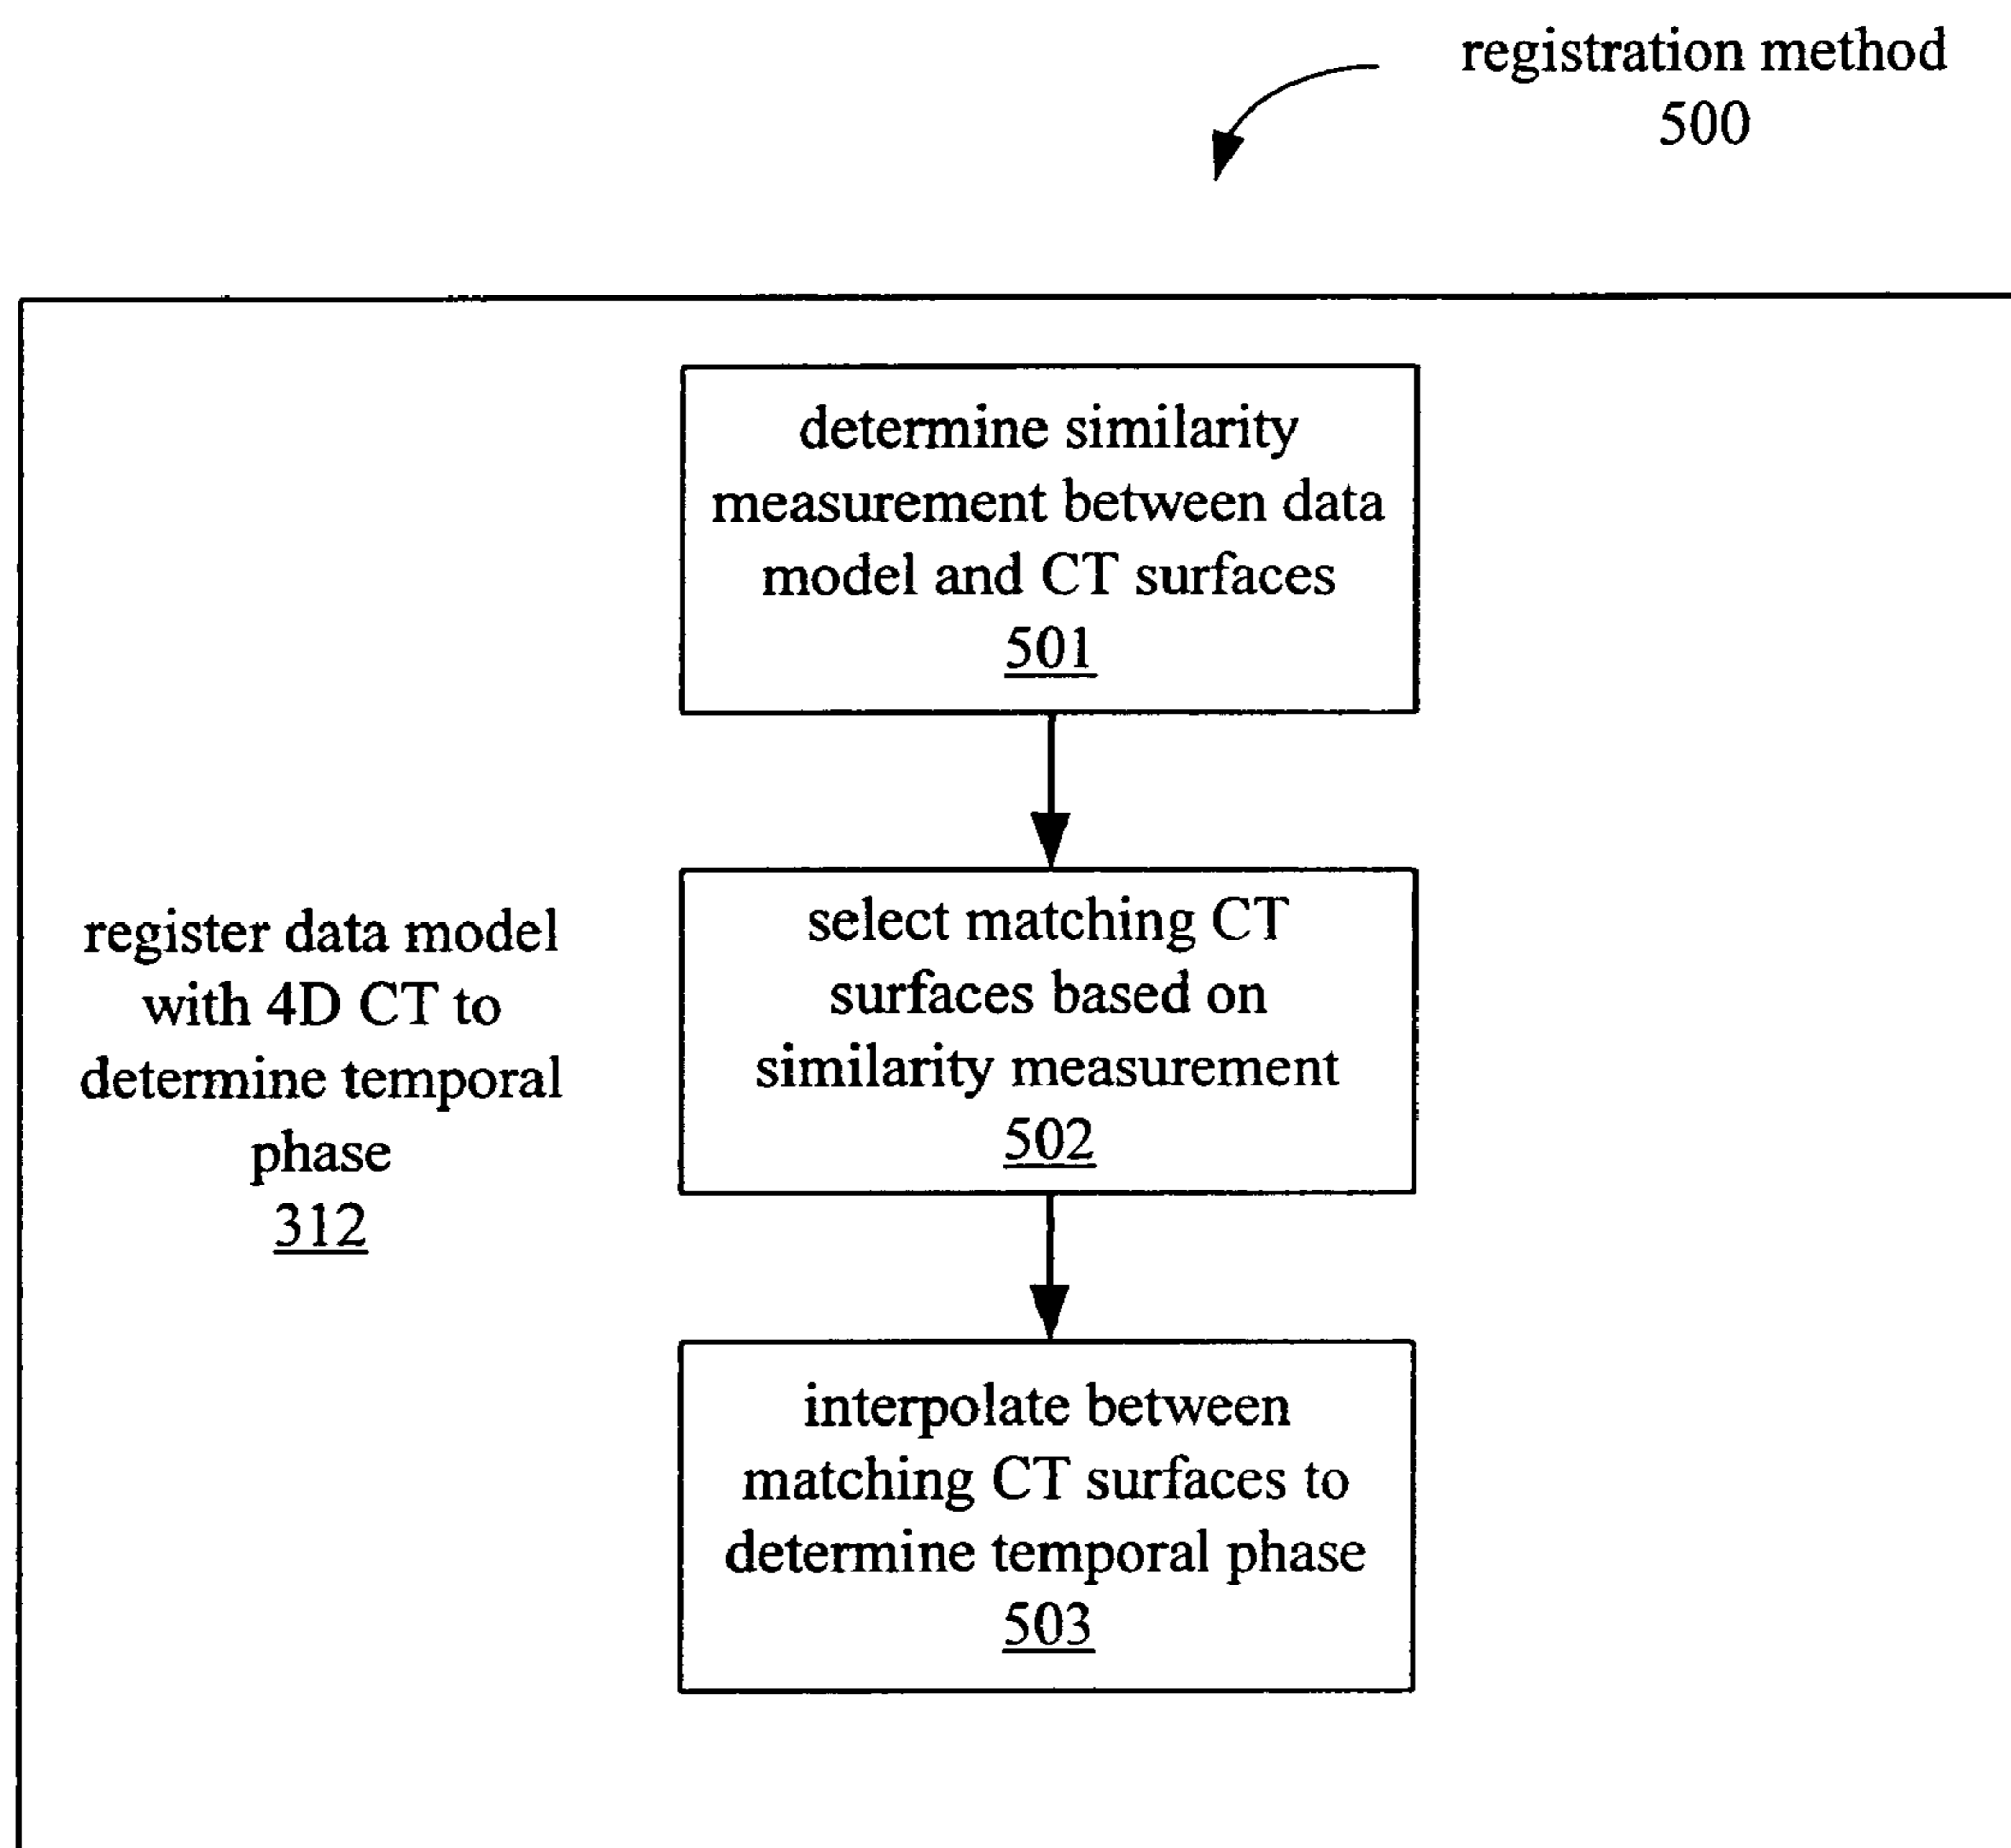 registration method
500
determine similarity
measurement between data
model and CT surfaces
501
select matching CT
surfaces based on
similarity measurement
502
register data model
with 4D CT to
determine temporal
phase
312
interpolate between
matching CT surfaces to
determine temporal phase
503